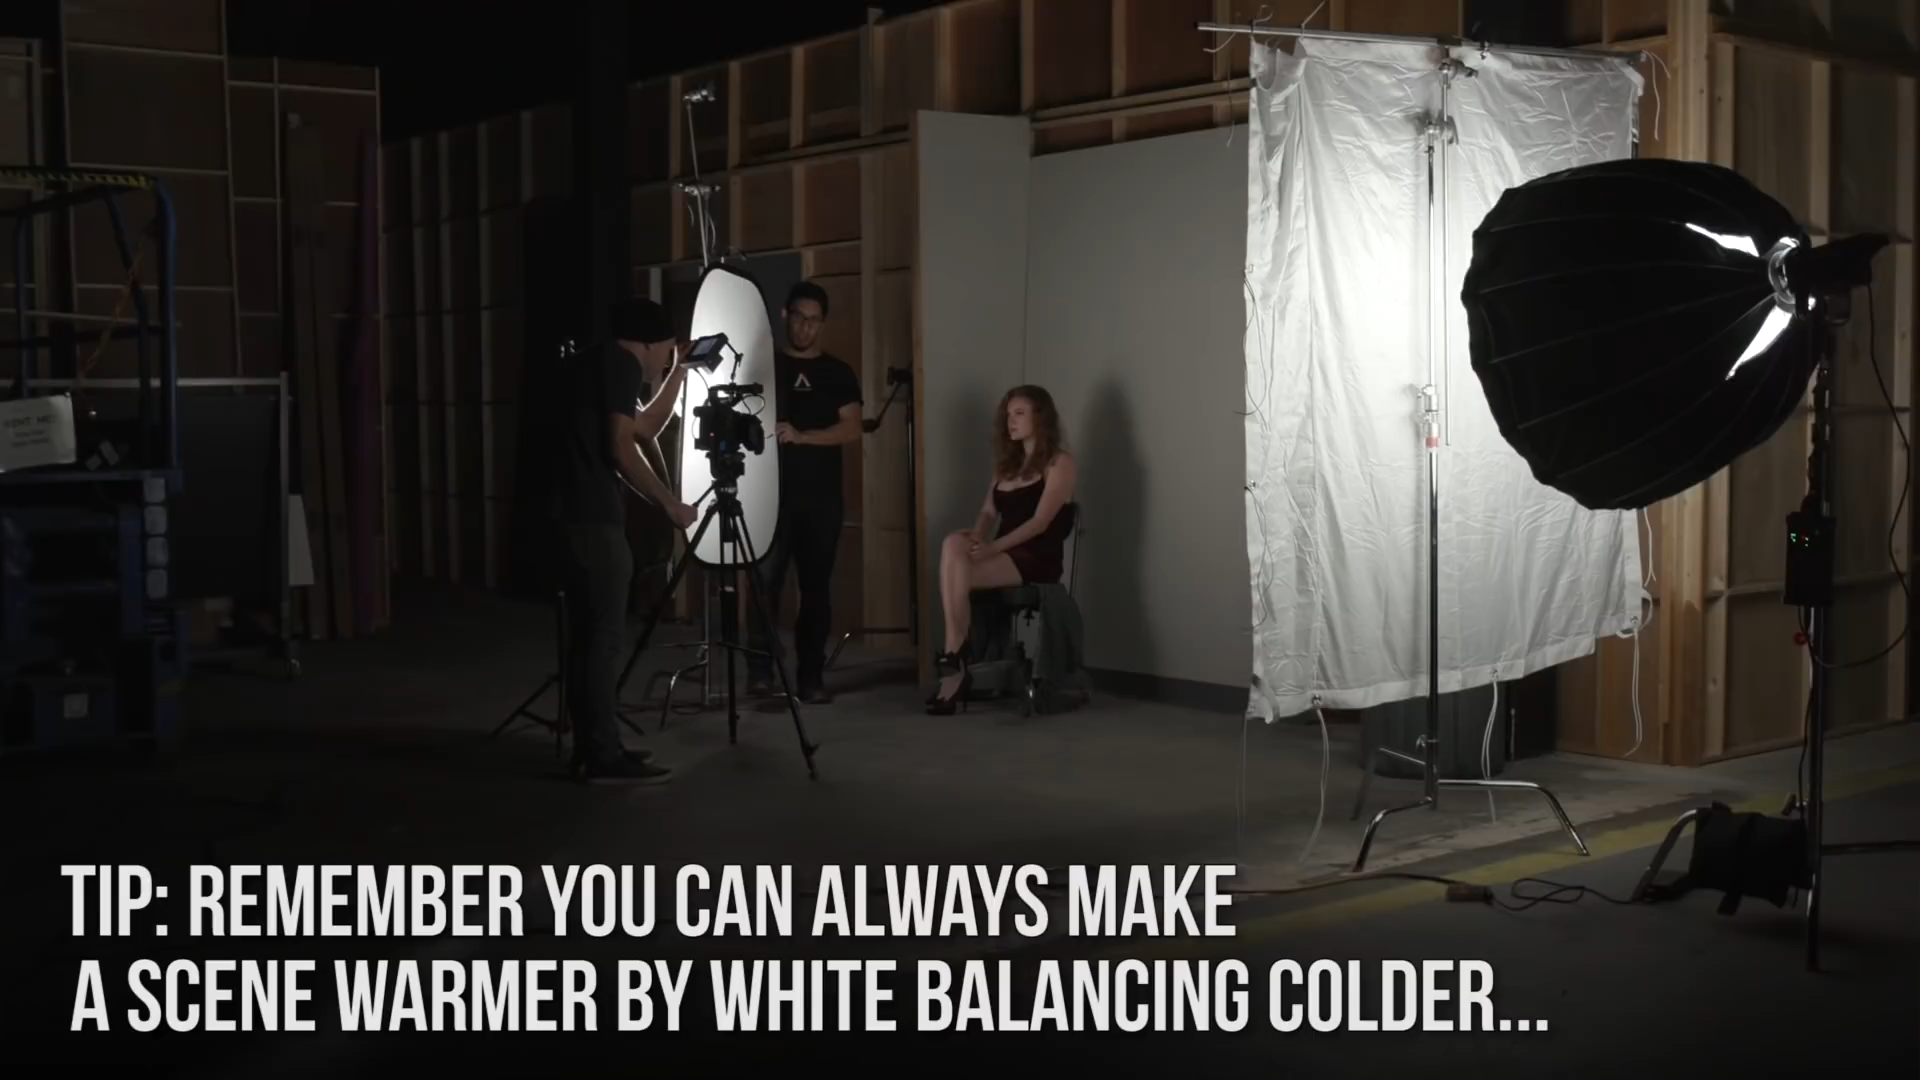 TIP: REMEMBER YOU CAN ALWAYS MAKE
A SCENE WARMER BY WHITE BALANCING COLDER...